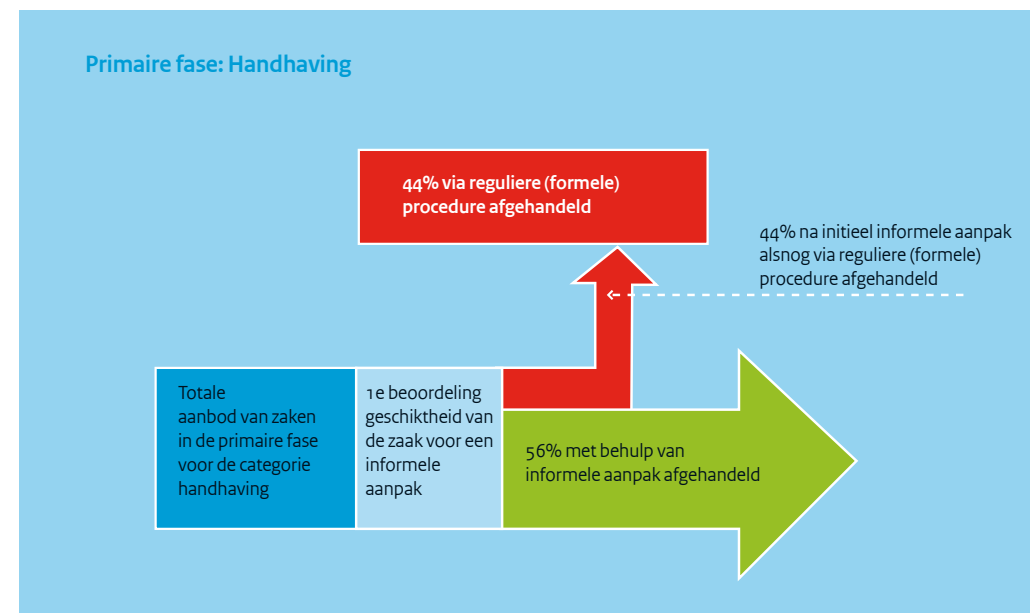 Primaire fase: Handhaving
44% via reguliere (formele)
procedure afgehandeld
44% na initieel informele aanpak
alsnog via reguliere (formele)
procedure afgehandeld
Totale
aanbod van zaken
in de primaire fase
voor de categorie
handhaving
1e beoordeling
geschiktheid van
de zaak voor een
informele
aanpak
56% met behulp van
informele aanpak afgehandeld